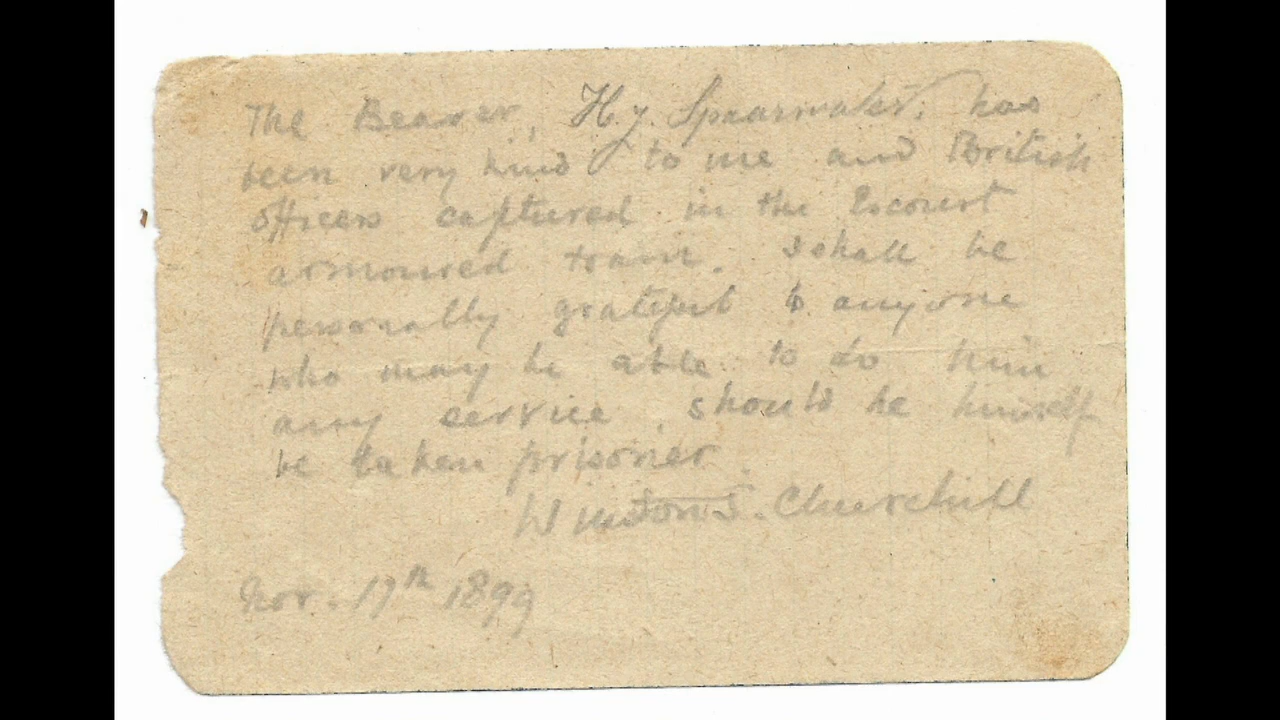 The Bearer, Hy. Spaarwater, has
been very kind to me and British
officers captured in the Escourt
armoured train. I shall be
personally grateful to anyone
who may be able to do him
any service, should he himself
be taken prisoner.
Winston S. Churchill
Nov. 17th 1899